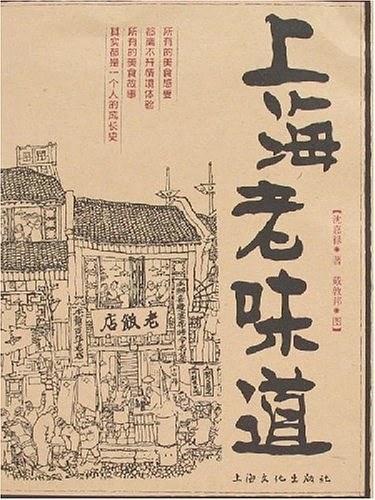 上海老味道
【沈嘉禄◎著 戴敦邦◎图】
所有的美食感受
都离不开情境体验
所有的美食故事
其实都是一个人的成长史
老飯店
上海文化出版社